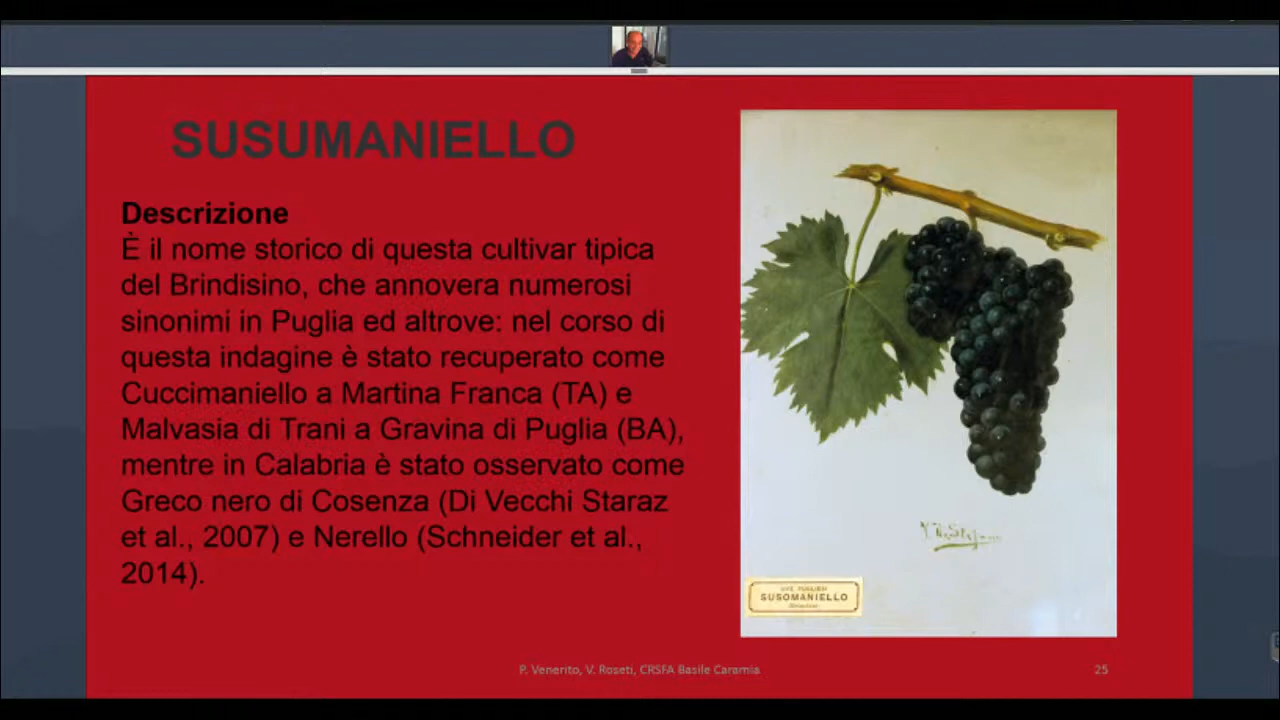 SUSUMANIELLO
Descrizione
È il nome storico di questa cultivar tipica
del Brindisino, che annovera numerosi
sinonimi in Puglia ed altrove: nel corso di
questa indagine è stato recuperato come
Cuccimaniello a Martina Franca (TA) e
Malvasia di Trani a Gravina di Puglia (BA),
mentre in Calabria è stato osservato come
Greco nero di Cosenza (Di Vecchi Staraz
et al., 2007) e Nerello (Schneider et al.,
2014).
UVE PUGLIESI
SUSOMANIELLO
P. Venerito, V. Roseti, CRSFA Basile Caramia
25